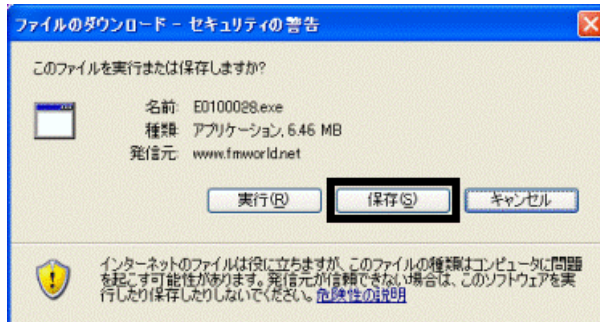 ファイルのダウンロード - セキュリティの警告
このファイルを実行または保存しますか?
名前: E0100028.exe
種類: アプリケーション, 6.46 MB
発信元: www.fmworld.net
実行(R) 保存(S) キャンセル
インターネットのファイルは役に立ちますが、このファイルの種類はコンピュータに問題
を起こす可能性があります。発信元が信頼できない場合は、このソフトウェアを実
行したり保存したりしないでください。危険性の説明